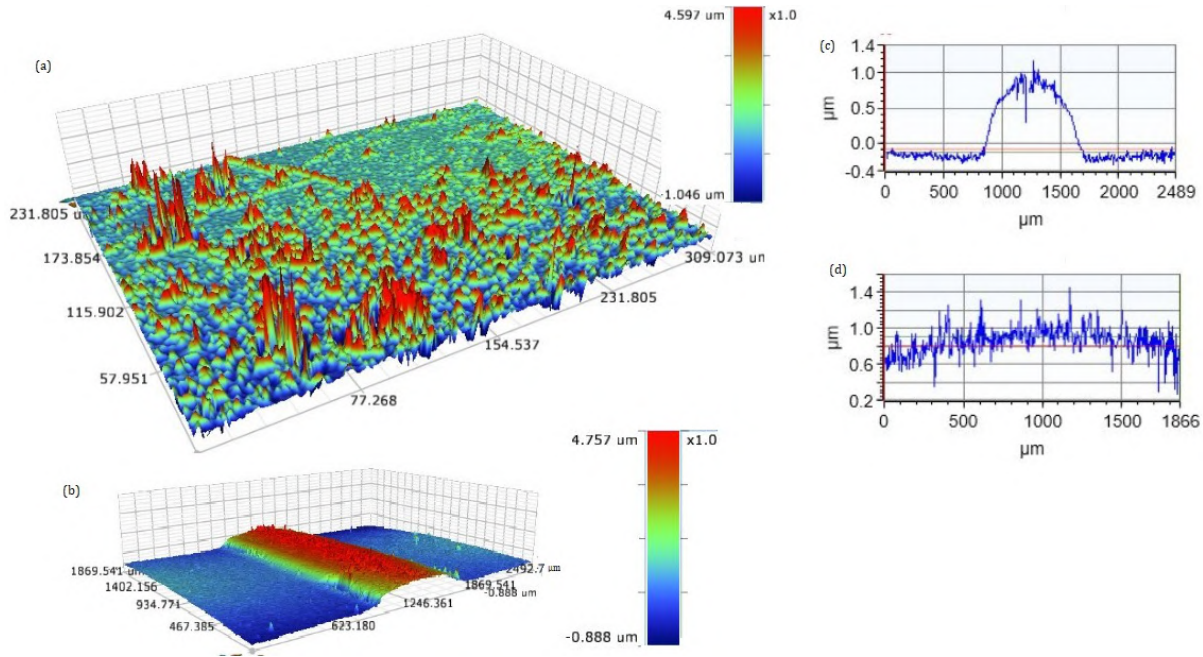 (a)
4.597 um
x1.0
-1.046 um
231.805 u
173.854
115.902
57.951
77.268
154.537
231.805
309.073 un
(b)
4.757 um
x1.0
-0.888 um
1869.541 u
1402.156
934.771
467.385
623.180
1246.361
1869.541
2492.7 µm
-0.888 um
(c)
1.4
1.0
0.5
0.0
-0.4
µm
0 500 1000 1500 2000 2489
µm
(d)
1.4
1.0
0.8
0.6
0.2
µm
0 500 1000 1500 1866
µm